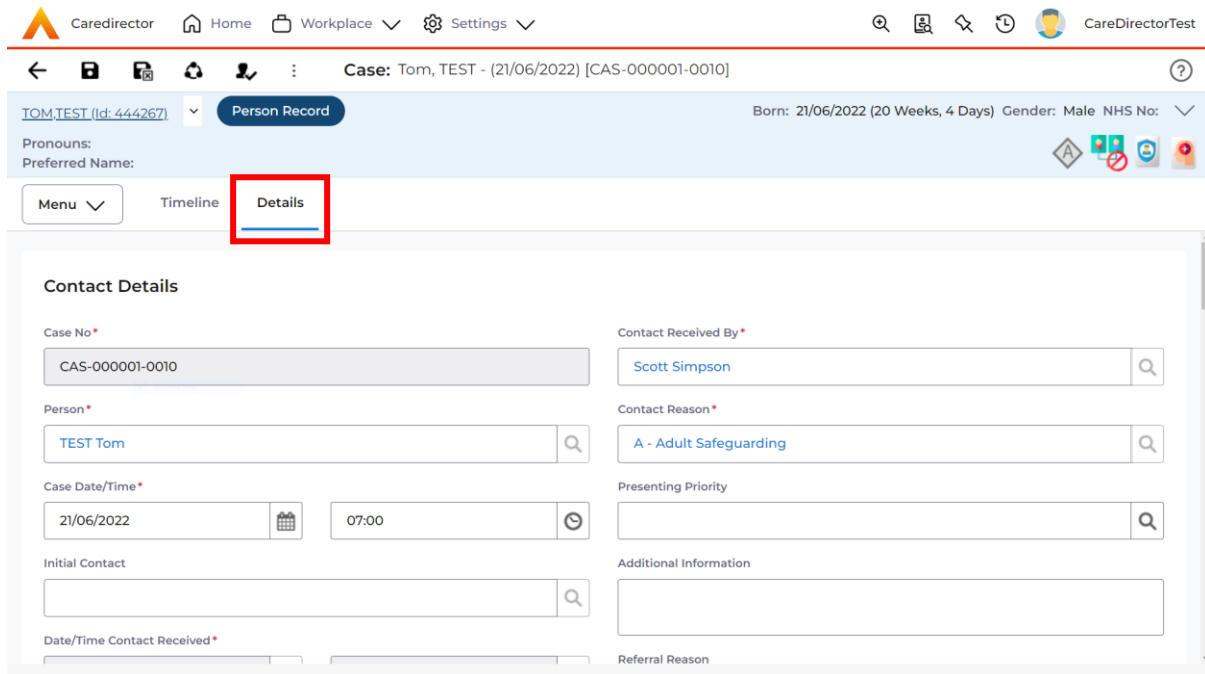 Caredirector Home Workplace Settings CareDirectorTest
Case: Tom, TEST - (21/06/2022) [CAS-000001-0010] ?
TOM,TEST (Id: 444267) Person Record Born: 21/06/2022 (20 Weeks, 4 Days) Gender: Male NHS No:
Pronouns:
Preferred Name:
A
Menu Timeline Details
Contact Details
Case No* Contact Received By*
CAS-000001-0010 Scott Simpson
Person* Contact Reason*
TEST Tom A - Adult Safeguarding
Case Date/Time* Presenting Priority
21/06/2022 07:00
Initial Contact Additional Information
Date/Time Contact Received*
Referral Reason